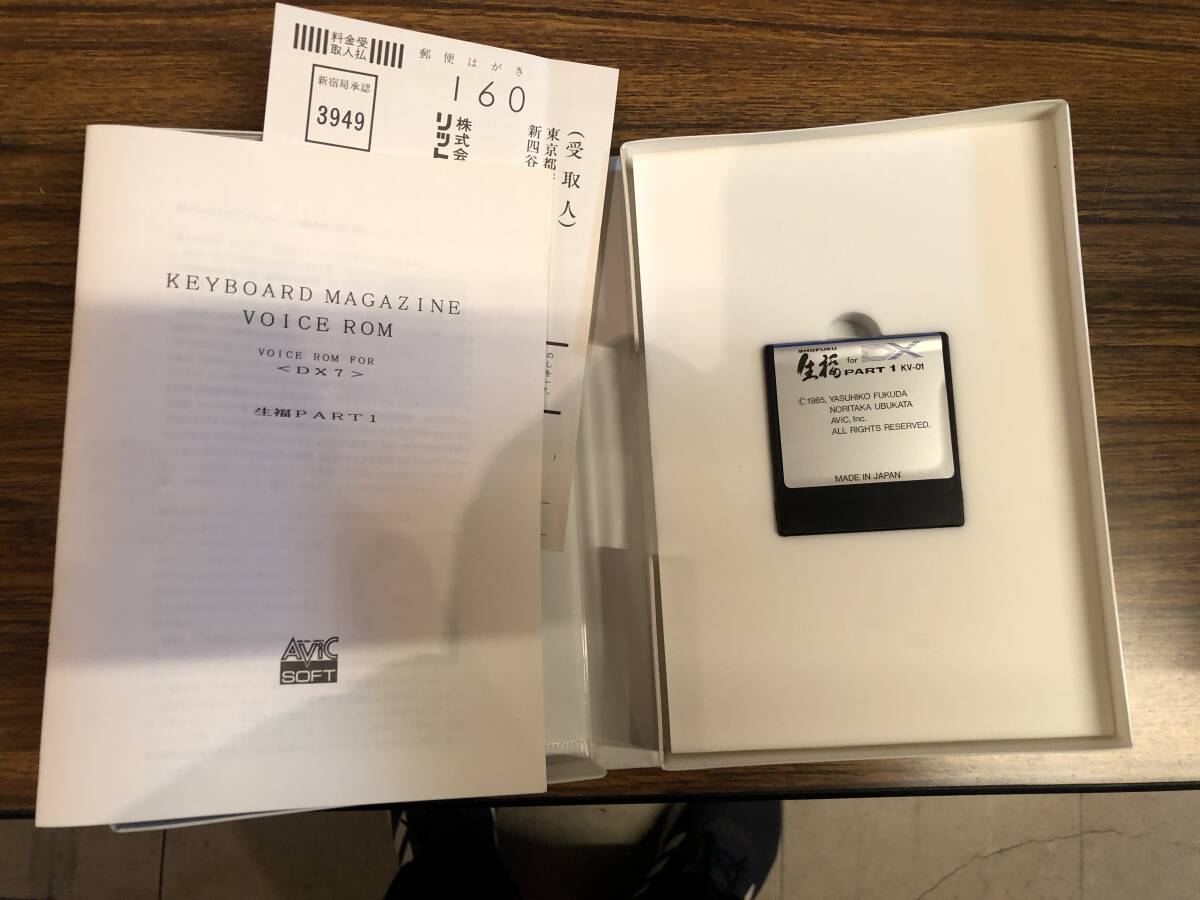 料金受
取人払
郵便はがき
新宿局承認
3949
160
(受取人)
東京都
新四谷
株式会
リット
KEYBOARD MAGAZINE
VOICE ROM
VOICE ROM FOR
<DX7>
生福PART1
AViC
SOFT
SHOFUKU
生福 for DX
PART 1 KV-01
©1985, YASUHIKO FUKUDA
NORITAKA UBUKATA
AViC, Inc.
ALL RIGHTS RESERVED.
MADE IN JAPAN